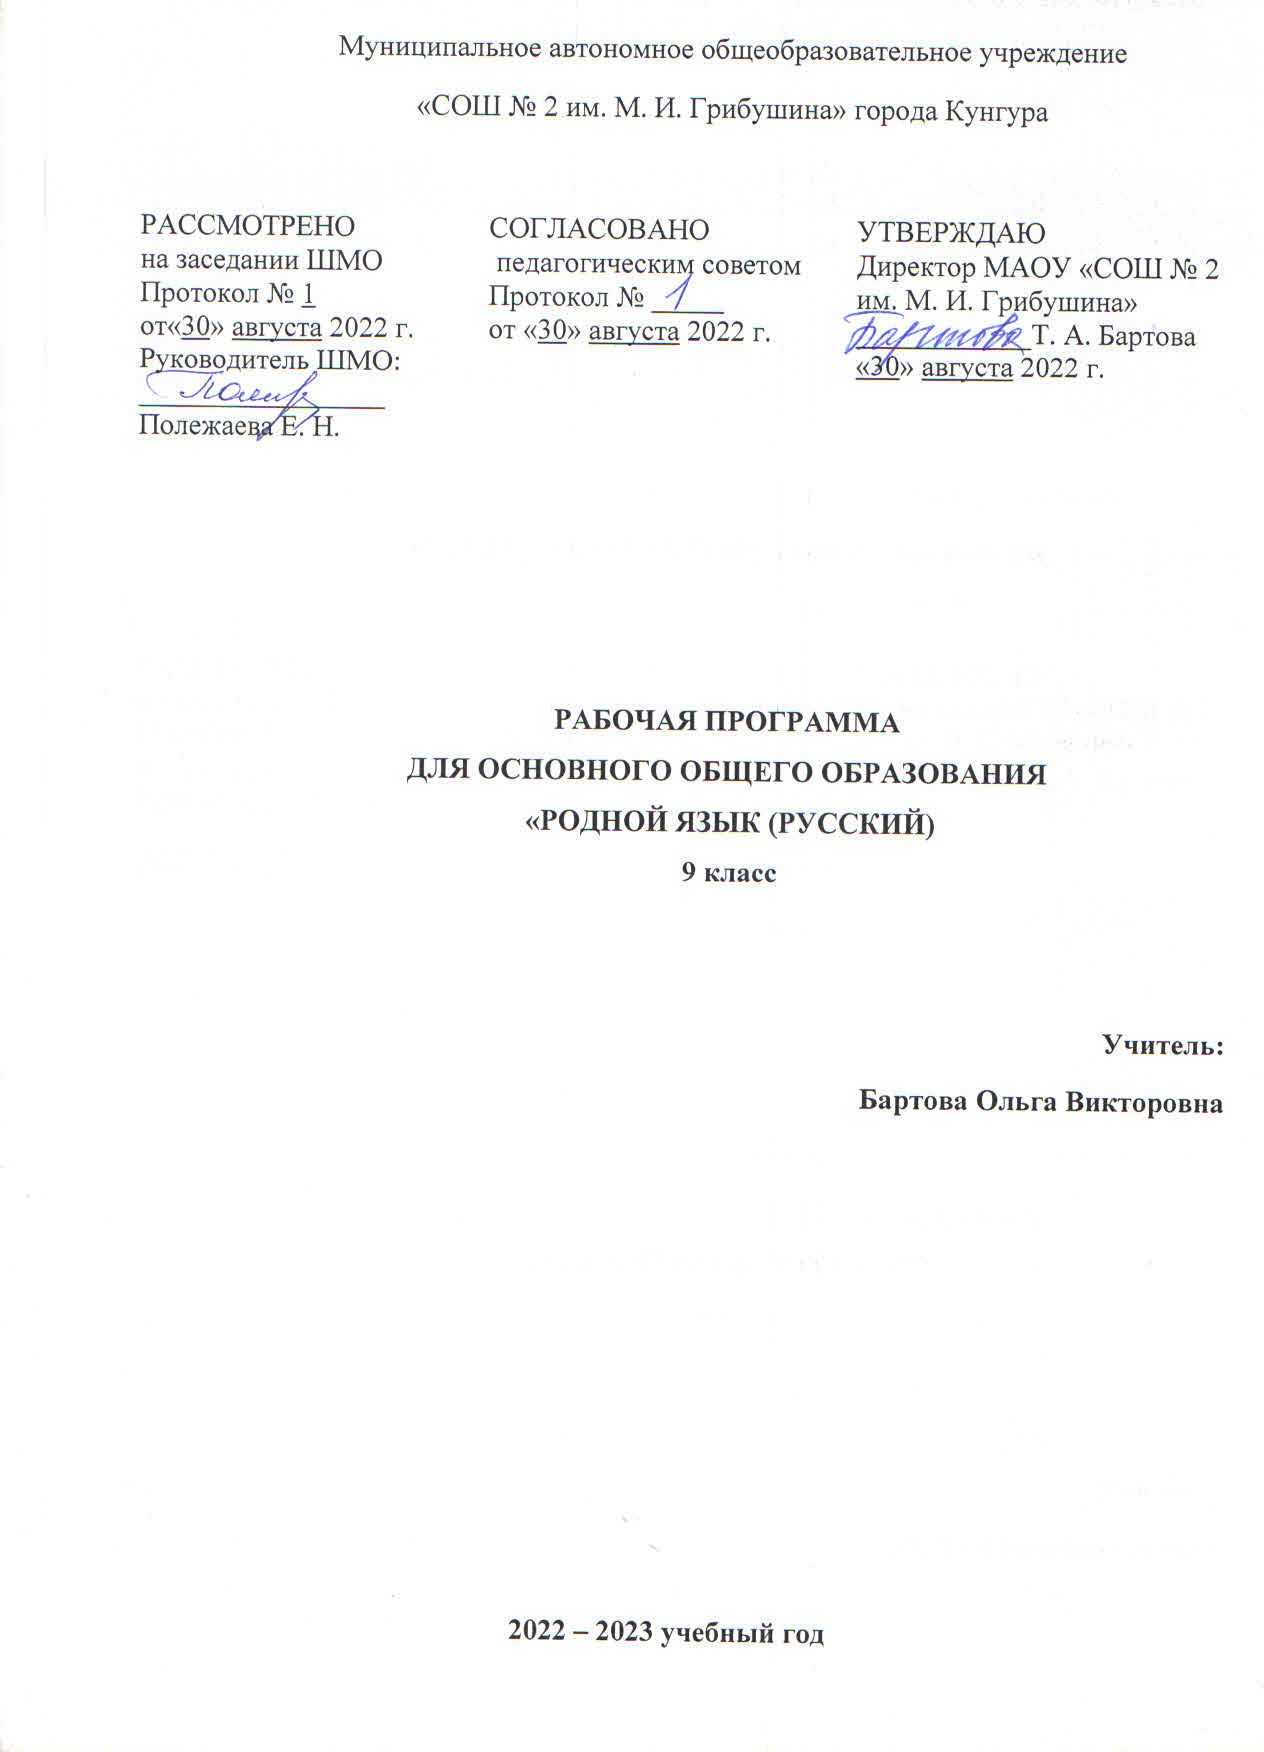 Муниципальное автономное общеобразовательное учреждение
«СОШ № 2 им. М. И. Грибушина» города Кунгура
РАССМОТРЕНО
на заседании ШМО
Протокол № 1
от«30» августа 2022 г.
Руководитель ШМО:
Полежаева Е. Н.
СОГЛАСОВАНО
педагогическим советом
Протокол № 1
от «30» августа 2022 г.
УТВЕРЖДАЮ
Директор МАОУ «СОШ № 2
им. М. И. Грибушина»
Т. А. Бартова
«30» августа 2022 г.
РАБОЧАЯ ПРОГРАММА
ДЛЯ ОСНОВНОГО ОБЩЕГО ОБРАЗОВАНИЯ
«РОДНОЙ ЯЗЫК (РУССКИЙ)
9 класс
Учитель:
Бартова Ольга Викторовна
2022 – 2023 учебный год